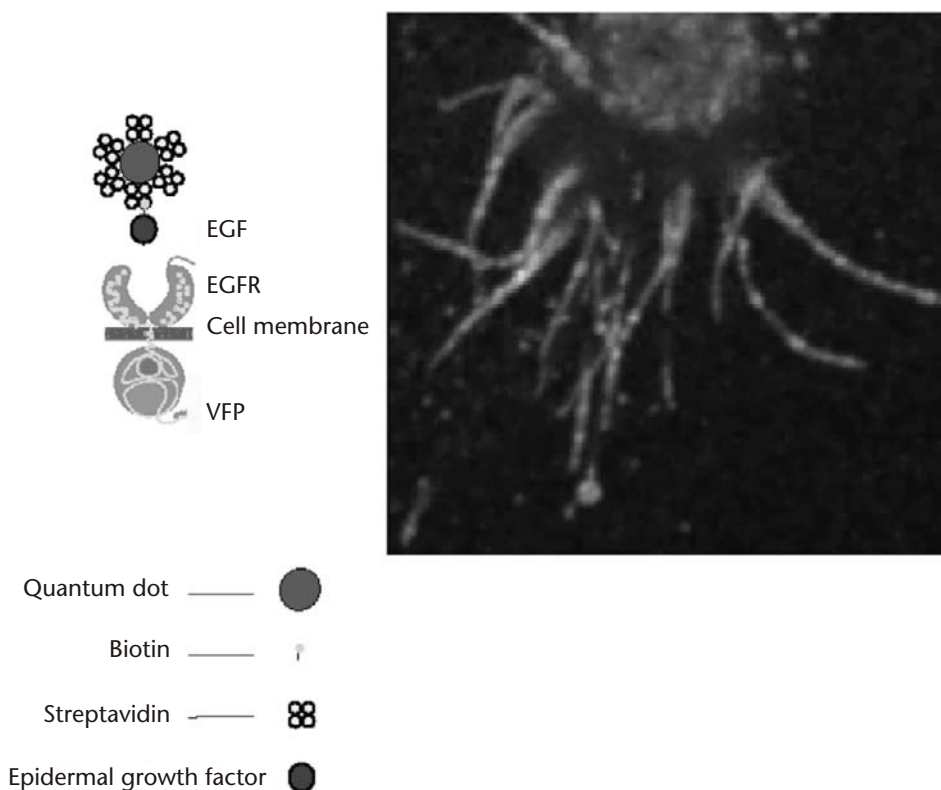 EGF
EGFR
Cell membrane
VFP
Quantum dot
Biotin
Streptavidin
Epidermal growth factor